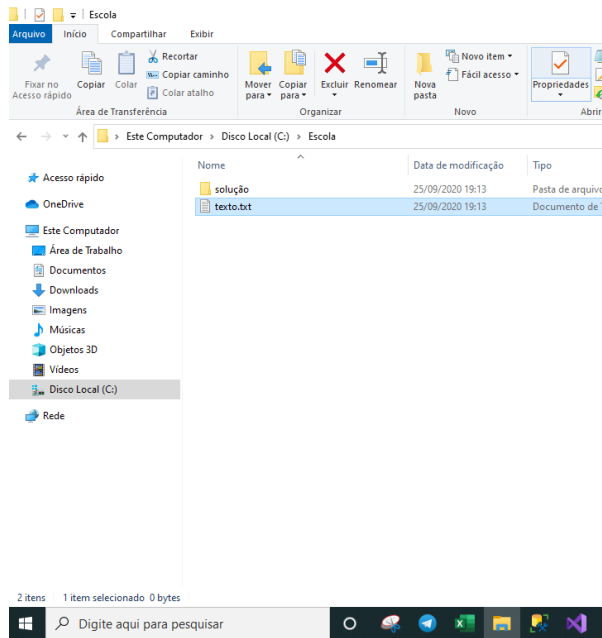 Escola
Arquivo Início Compartilhar Exibir
Fixar no Acesso rápido
Copiar
Colar
Recortar
Copiar caminho
Colar atalho
Área de Transferência
Mover para
Copiar para
Excluir
Renomear
Organizar
Nova pasta
Novo item
Fácil acesso
Novo
Propriedades
Abrir
Este Computador > Disco Local (C:) > Escola
Nome Data de modificação Tipo
solução 25/09/2020 19:13 Pasta de arquivo
texto.txt 25/09/2020 19:13 Documento de
Acesso rápido
OneDrive
Este Computador
Área de Trabalho
Documentos
Downloads
Imagens
Músicas
Objetos 3D
Vídeos
Disco Local (C:)
Rede
2 itens 1 item selecionado 0 bytes
Digite aqui para pesquisar